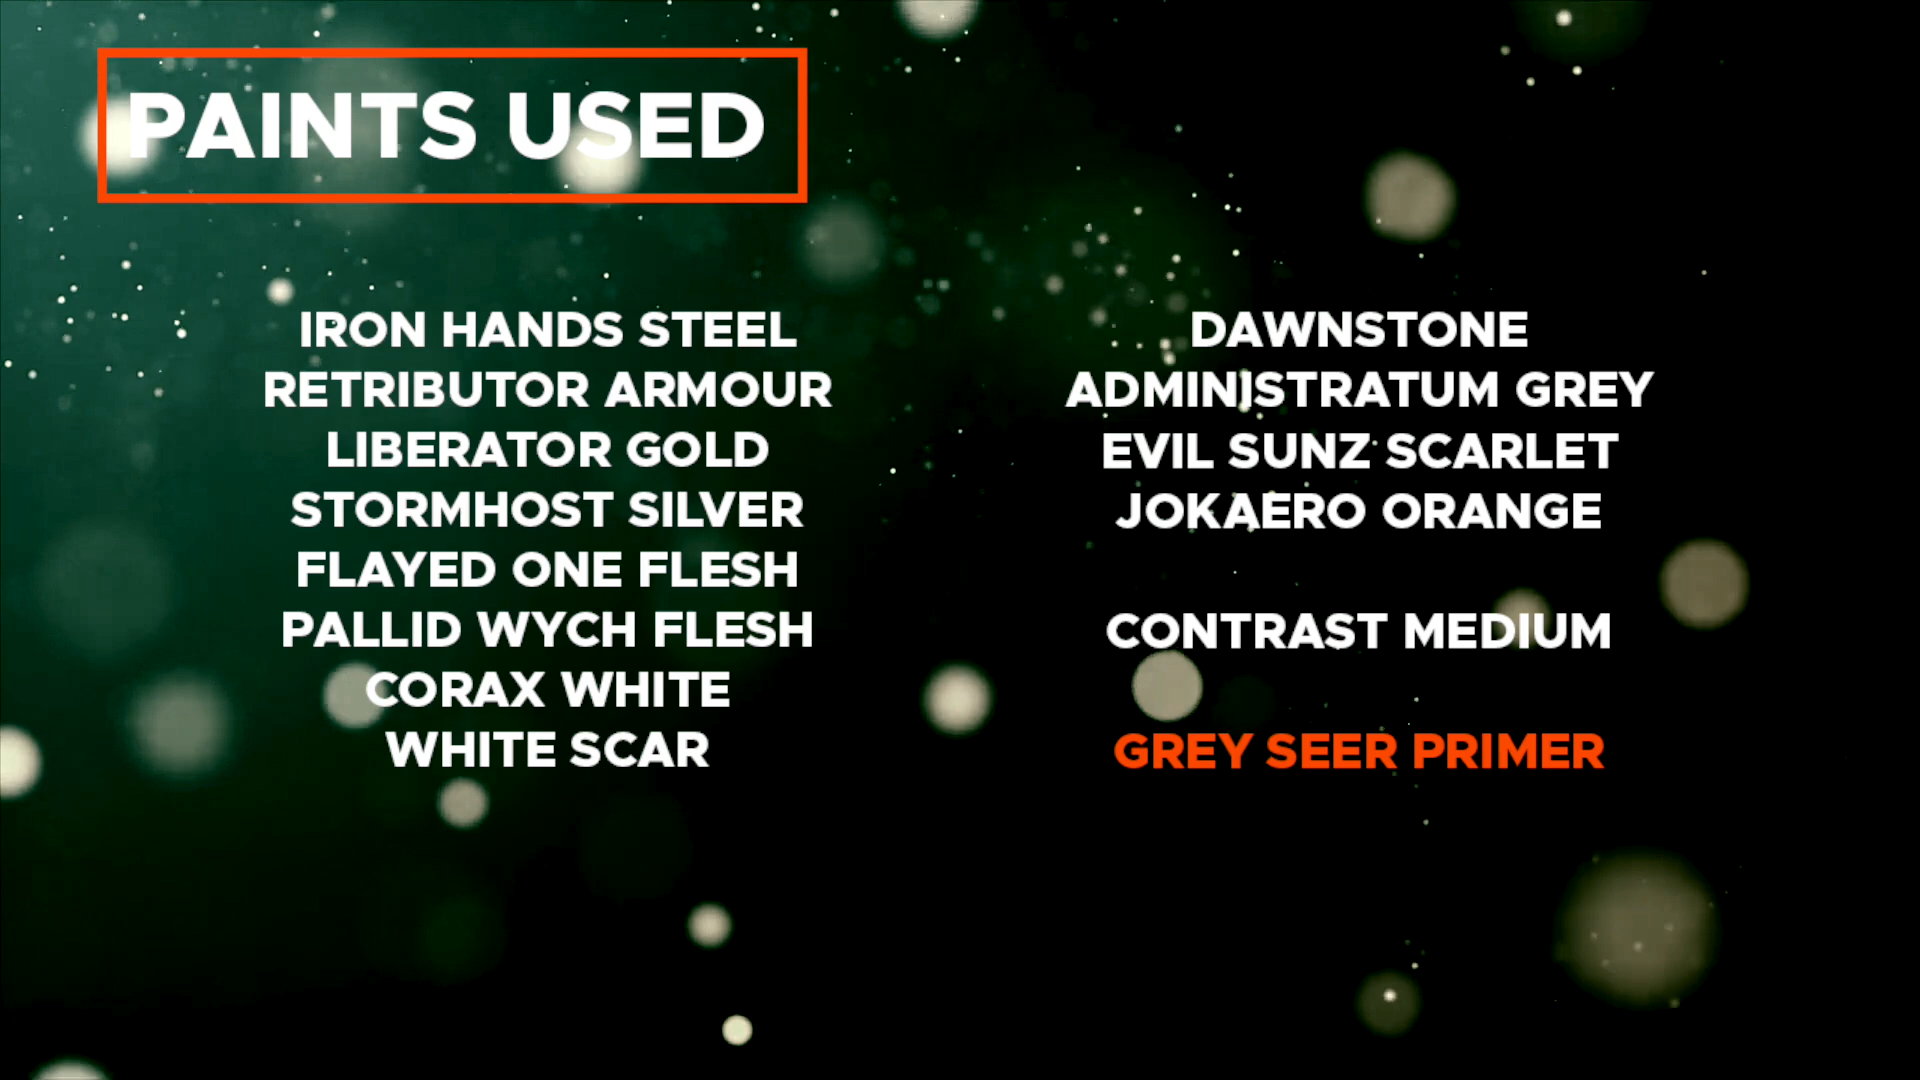 PAINTS USED
IRON HANDS STEEL
RETRIBUTOR ARMOUR
LIBERATOR GOLD
STORMHOST SILVER
FLAYED ONE FLESH
PALLID WYCH FLESH
CORAX WHITE
WHITE SCAR
DAWNSTONE
ADMINISTRATUM GREY
EVIL SUNZ SCARLET
JOKAERO ORANGE
CONTRAST MEDIUM
GREY SEER PRIMER